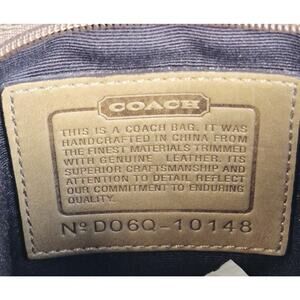 COACH
THIS IS A COACH BAG. IT WAS
HANDCRAFTED IN CHINA FROM
THE FINEST MATERIALS TRIMMED
WITH GENUINE LEATHER. ITS
SUPERIOR CRAFTSMANSHIP AND
ATTENTION TO DETAIL REFLECT
OUR COMMITMENT TO ENDURING
QUALITY.
Nº D06Q-10148